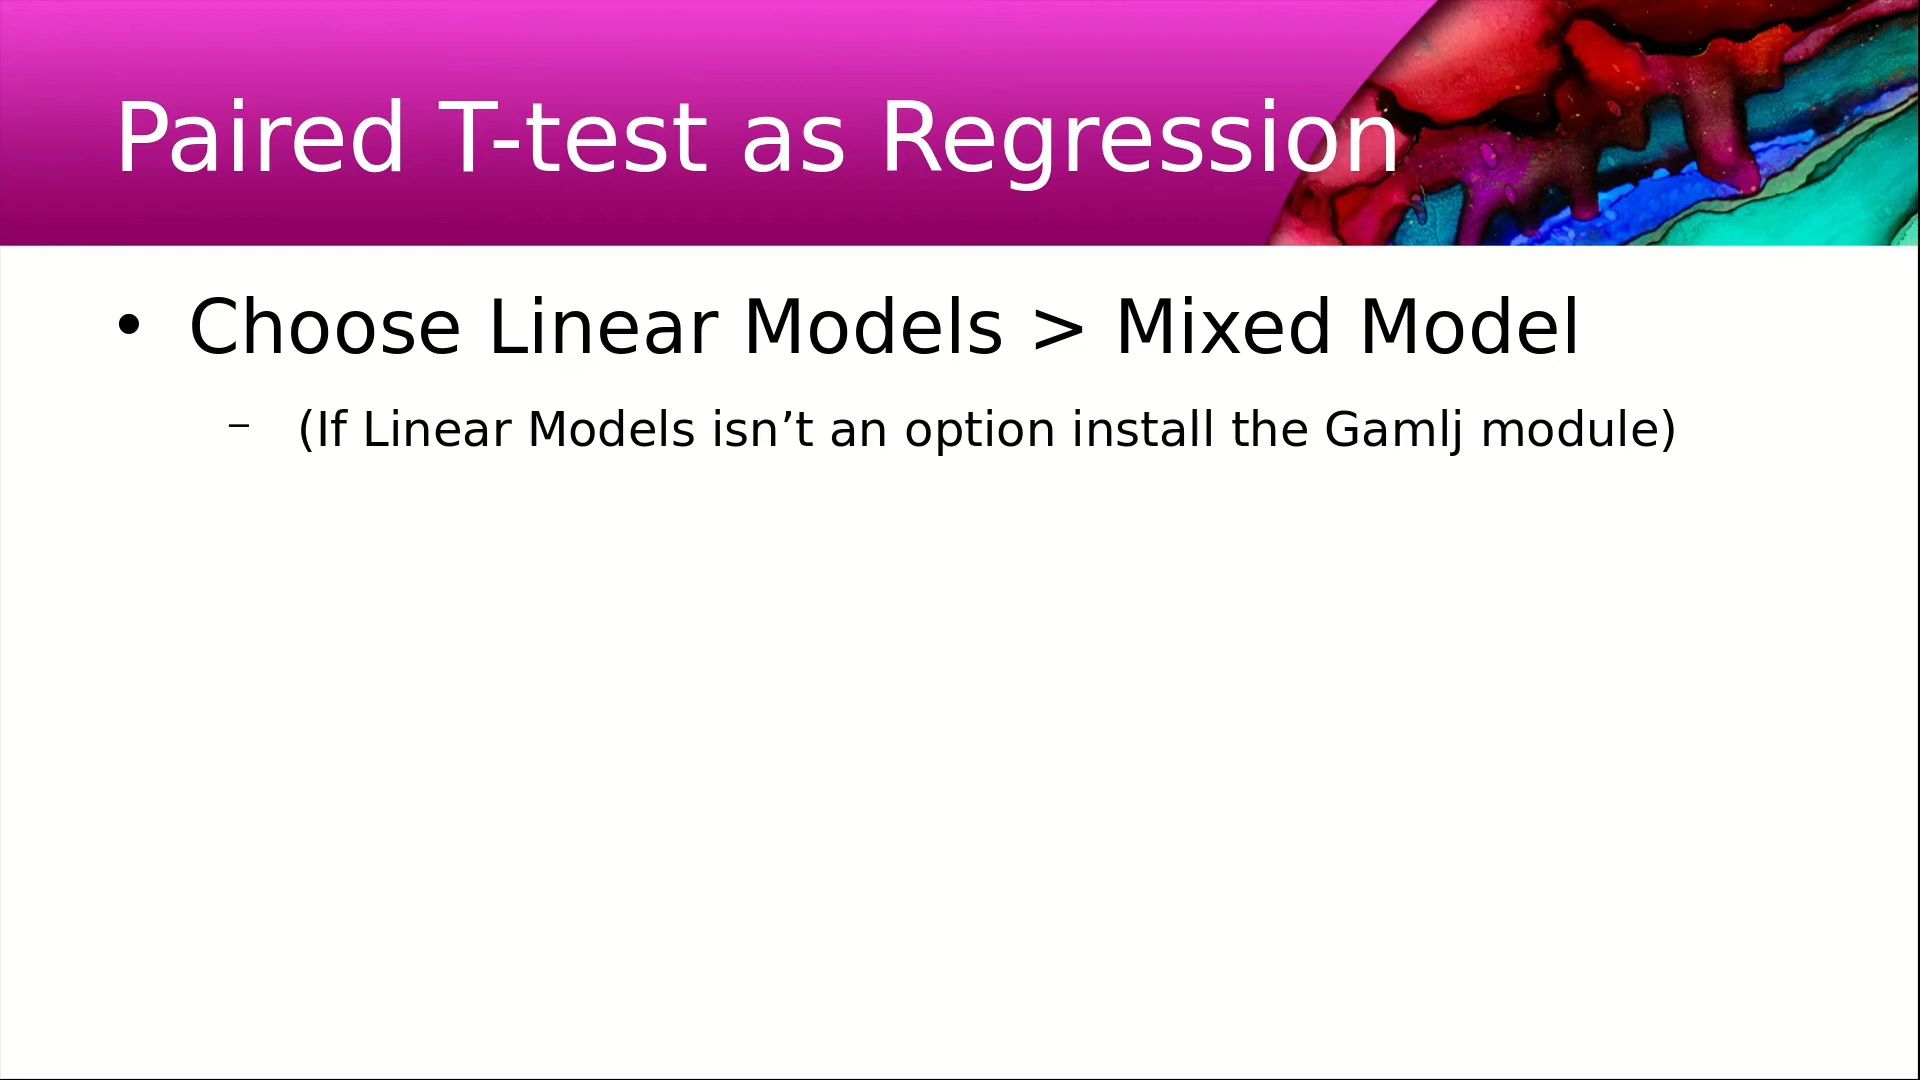 Paired T-test as Regression
• Choose Linear Models > Mixed Model
– (If Linear Models isn’t an option install the Gamlj module)